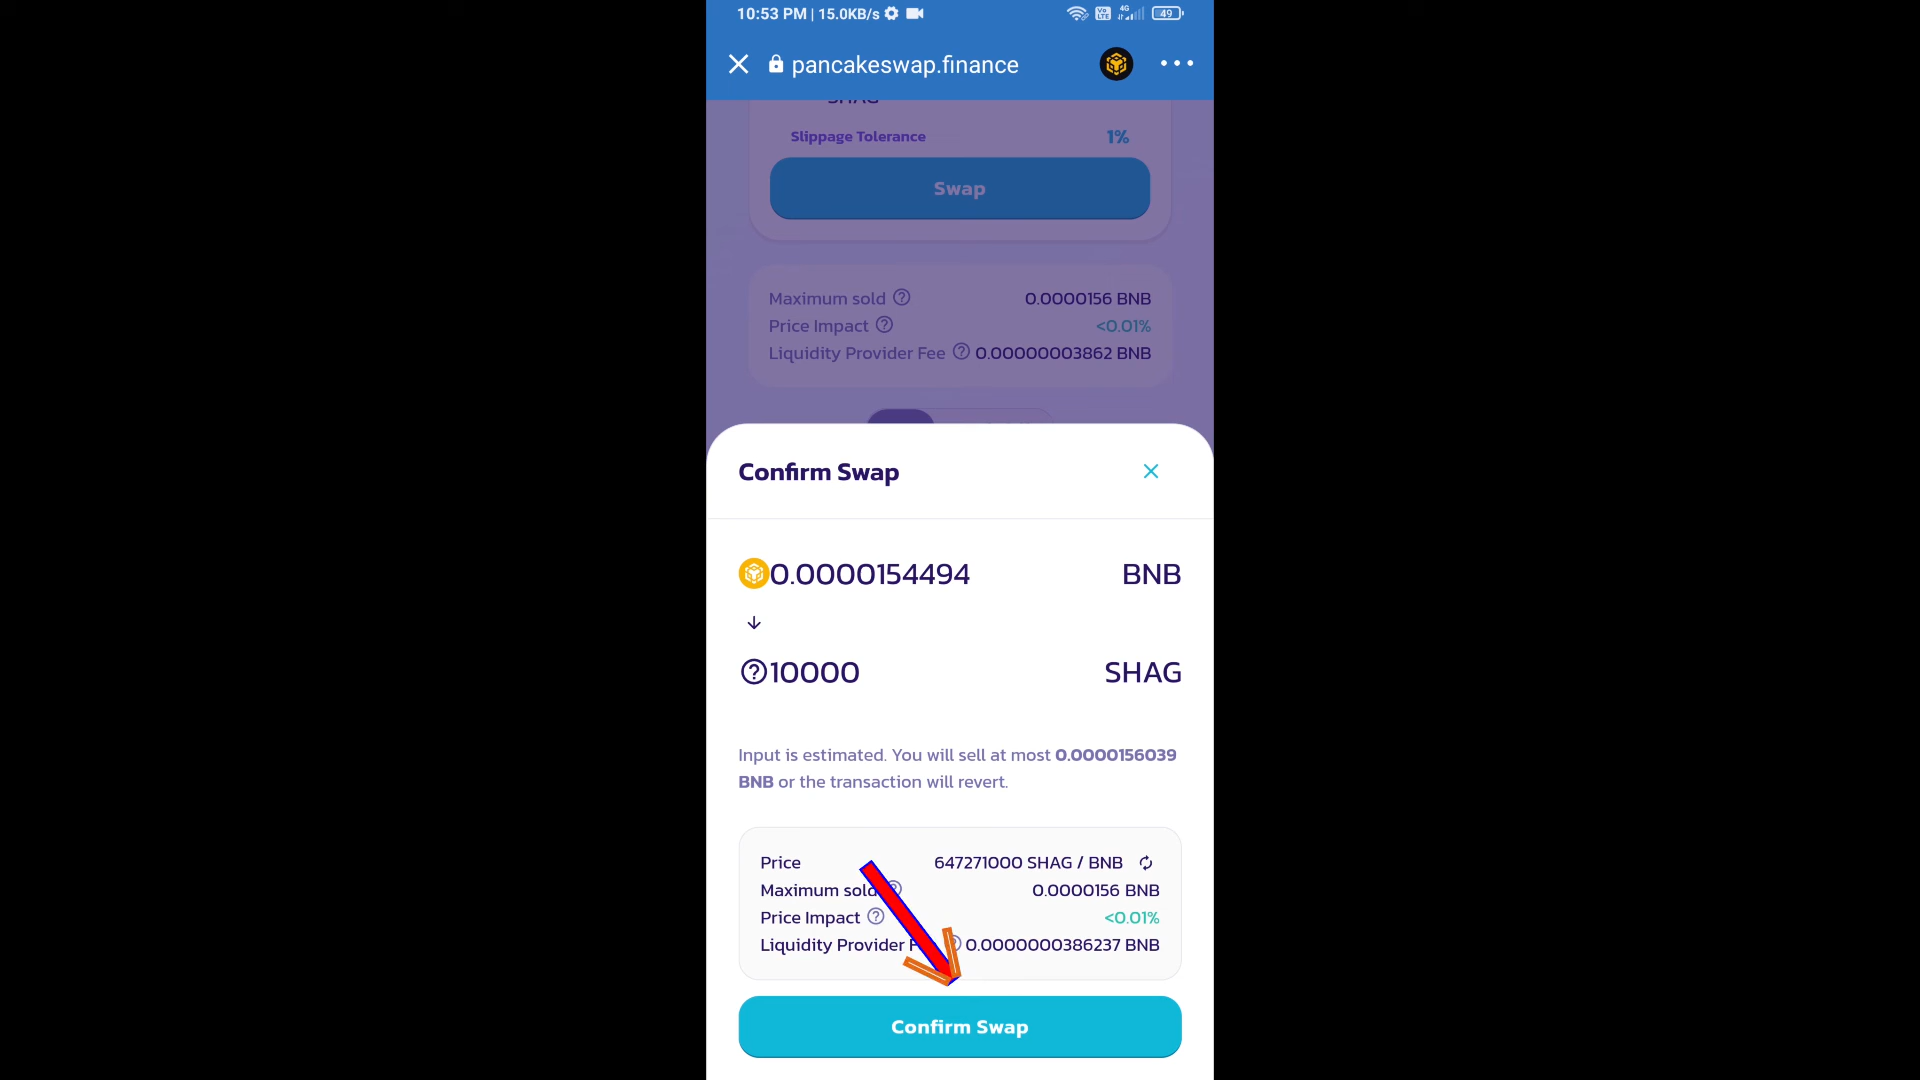 10:53 PM | 15.0KB/s 4G 49
pancakeswap.finance
SHAG
Slippage Tolerance 1%
Swap
Maximum sold 0.0000156 BNB
Price Impact <0.01%
Liquidity Provider Fee 0.00000003862 BNB
Confirm Swap
0.0000154494 BNB
10000 SHAG
Input is estimated. You will sell at most 0.0000156039
BNB or the transaction will revert.
Price 647271000 SHAG / BNB
Maximum sold 0.0000156 BNB
Price Impact <0.01%
Liquidity Provider 0.0000000386237 BNB
Confirm Swap